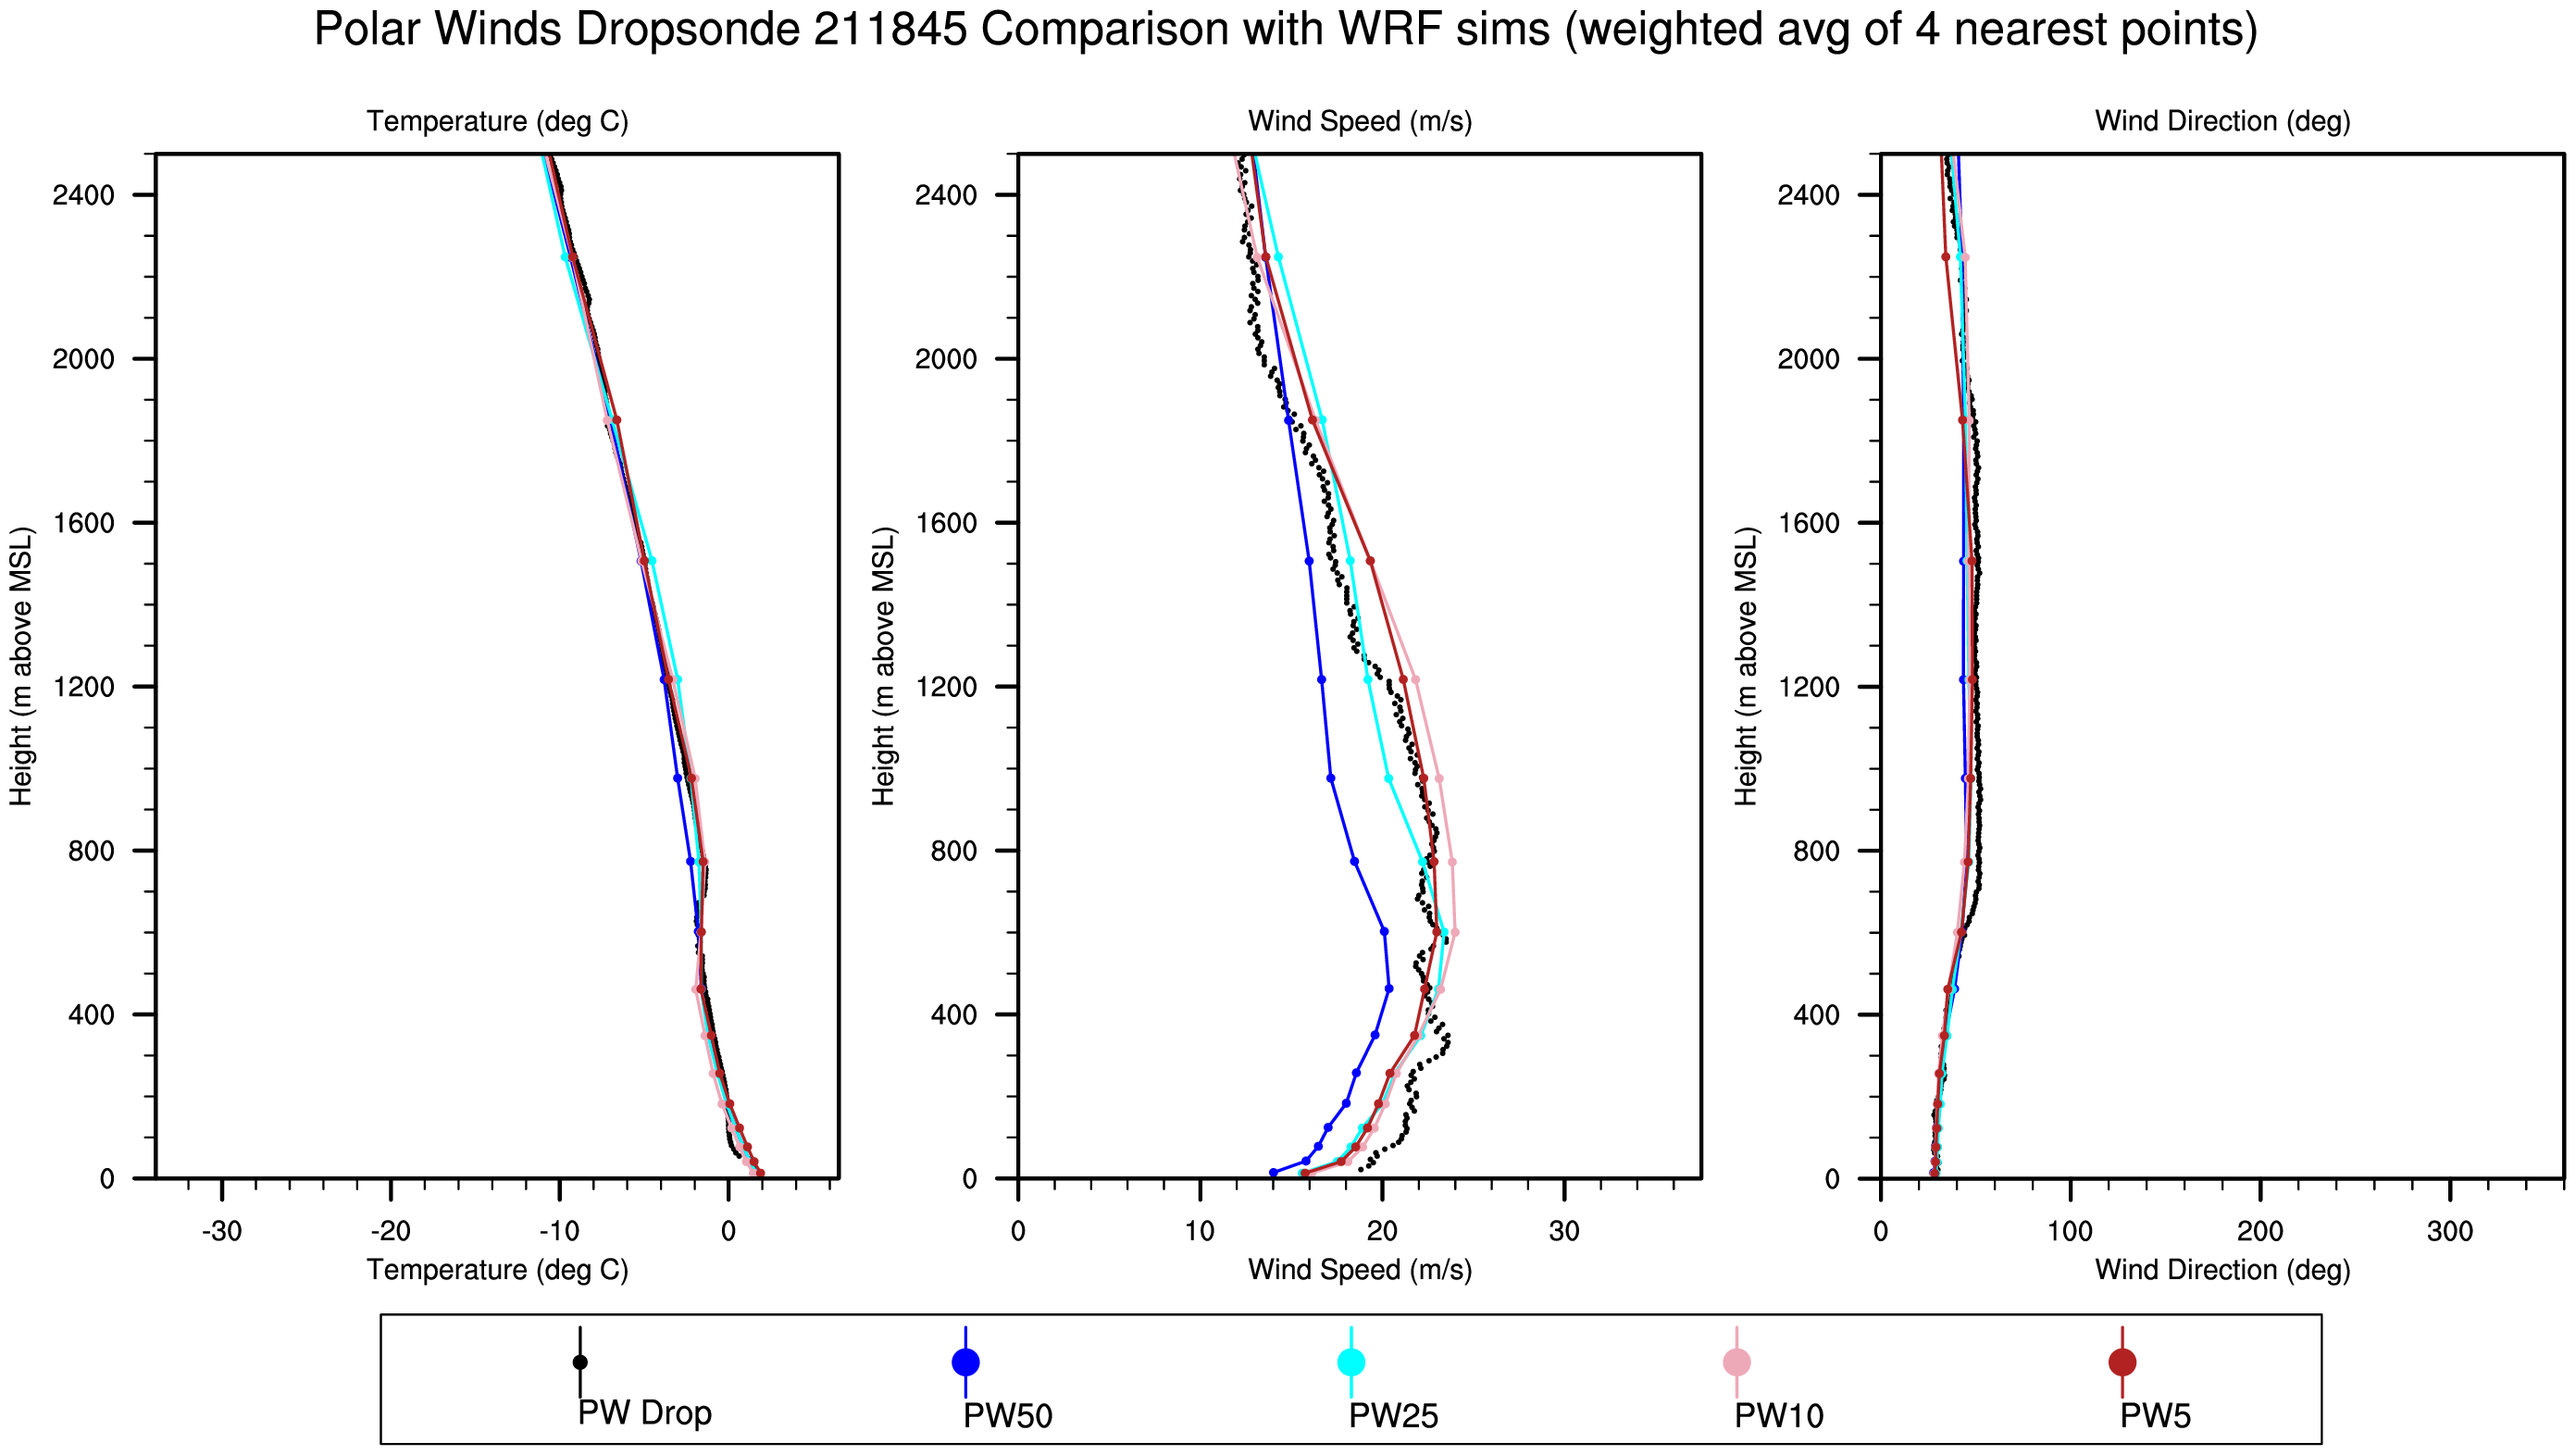 Polar Winds Dropsonde 211845 Comparison with WRF sims (weighted avg of 4 nearest points)
Temperature (deg C)
Wind Speed (m/s)
Wind Direction (deg)
Height (m above MSL)
2400
2000
1600
1200
800
400
0
-30 -20 -10 0
Temperature (deg C)
Height (m above MSL)
2400
2000
1600
1200
800
400
0
0 10 20 30
Wind Speed (m/s)
Height (m above MSL)
2400
2000
1600
1200
800
400
0
0 100 200 300
Wind Direction (deg)
PW Drop
PW50
PW25
PW10
PW5